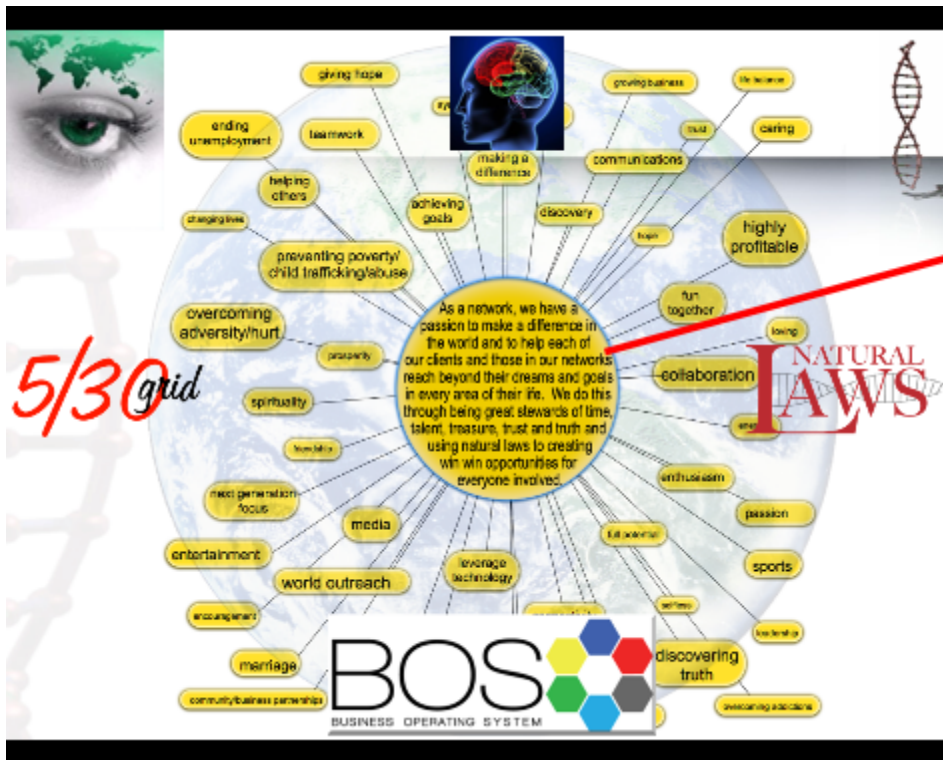 giving hope
growing business
life balance
ending
unemployment
teamwork
trust
caring
making a
difference
communications
helping
others
achieving
goals
discovery
changing lives
hope
highly
profitable
preventing poverty/
child trafficking/abuse
fun
together
overcoming
adversity/hurt
As a network, we have a
passion to make a difference in
the world and to help each of
our clients and those in our networks
reach beyond their dreams and goals
in every area of their life. We do this
through being great stewards of time,
talent, treasure, trust and truth and
using natural laws to creating
win win opportunities for
everyone involved.
loving
prosperity
collaboration
NATURAL
LAWS
5/30 grid
spirituality
friendship
enthusiasm
next generation
focus
media
passion
full potential
entertainment
leverage
technology
sports
world outreach
selfless
encouragement
leadership
marriage
discovering
truth
community/business partnerships
BOS
BUSINESS OPERATING SYSTEM
overcoming addictions